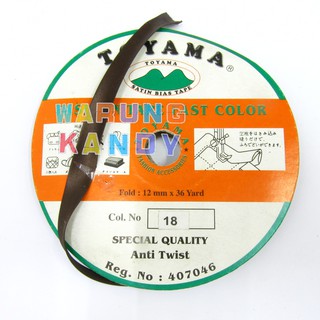 TOYAMA
®
TOYAMA
SATIN BIAS TAPE
FAST COLOR
WARUNG
KANDY
Fold : 12 mm x 36 Yard
Col. No 18
SPECIAL QUALITY
Anti Twist
Reg. No : 407046